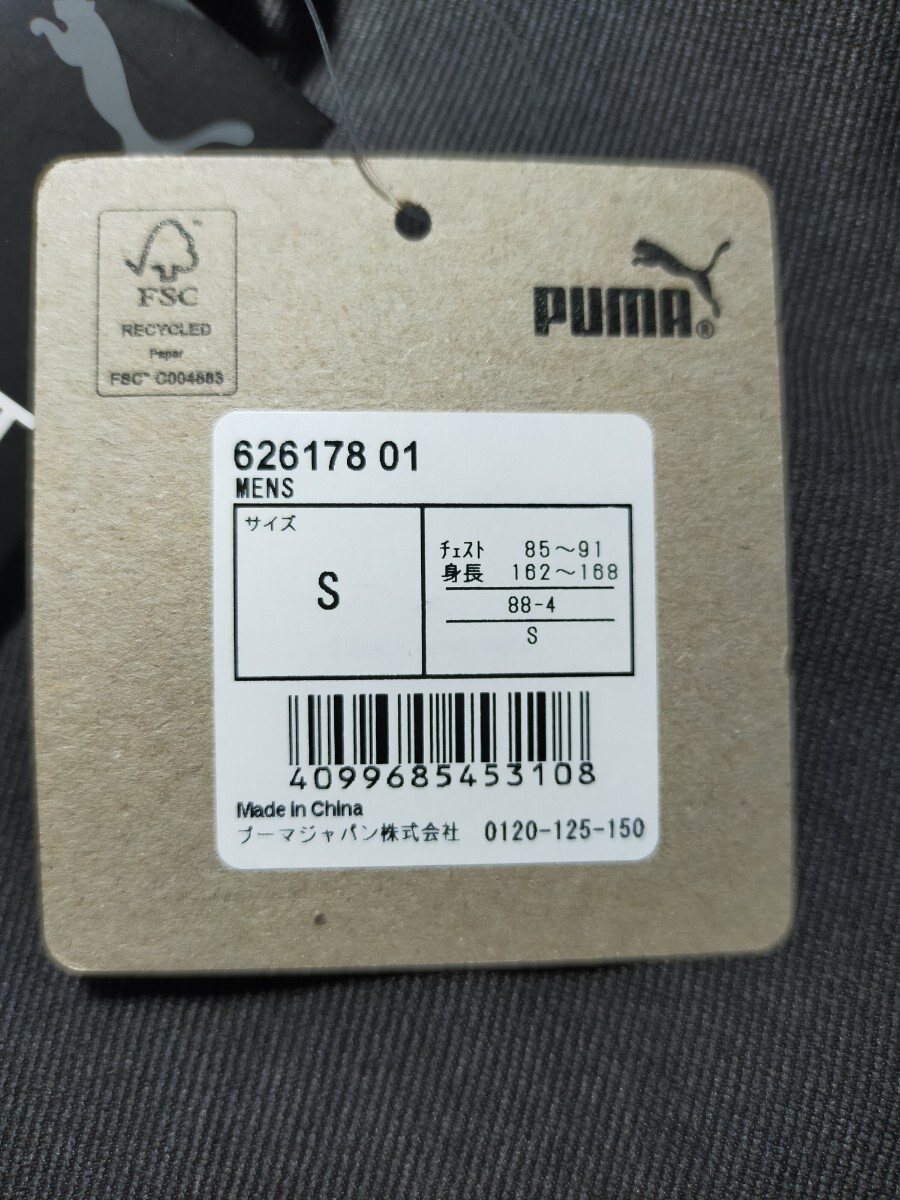 FSC™
RECYCLED
Paper
FSC™ C004683
PUMA®
626178 01
MENS
サイズ
S
ﾁｪｽﾄ 85～91
身長 162～168
88-4
S
4099685453108
Made in China
プーマジャパン株式会社 0120-125-150